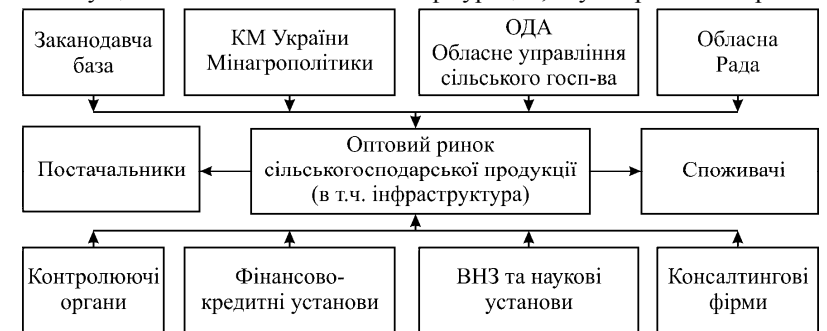 Заканодавча
база
КМ України
Мінагрополітики
ОДА
Обласне управління
сільського госп-ва
Обласна
Рада
Постачальники
Оптовий ринок
сільськогосподарської продукції
(в т.ч. інфраструктура)
Споживачі
Контролюючі
органи
Фінансово-
кредитні установи
ВНЗ та наукові
установи
Консалтингові
фірми